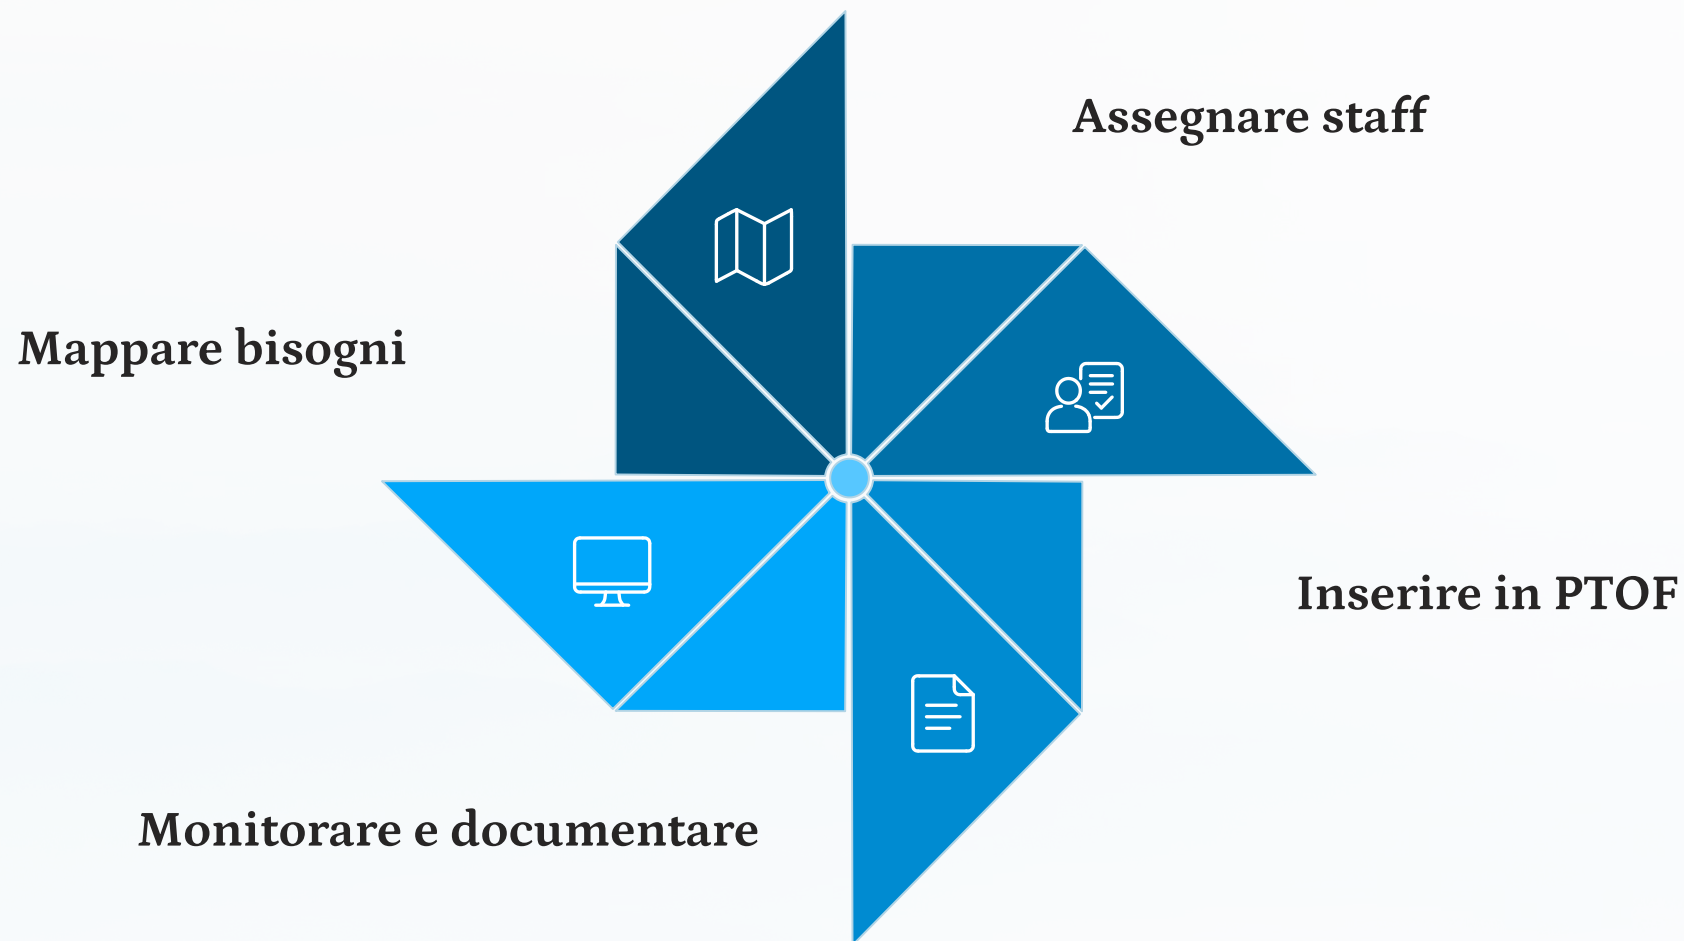 Assegnare staff
Mappare bisogni
Inserire in PTOF
Monitorare e documentare